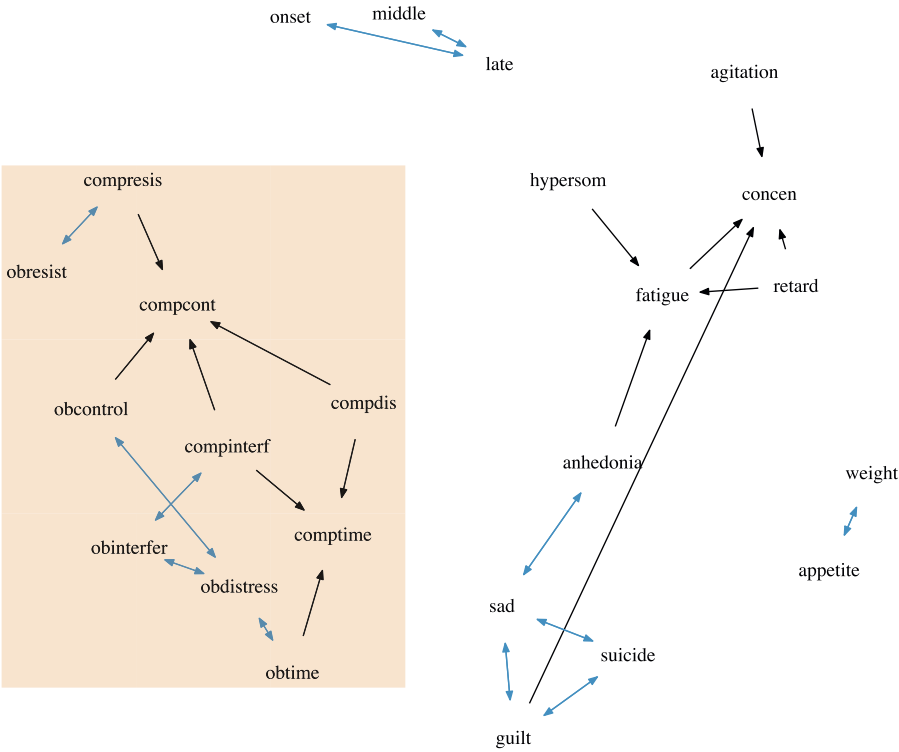 onset
middle
late
agitation
compresis
hypersom
concen
obresist
retard
fatigue
compcont
compdis
obcontrol
compinterf
anhedonia
weight
comptime
obinterfer
appetite
obdistress
sad
suicide
obtime
guilt